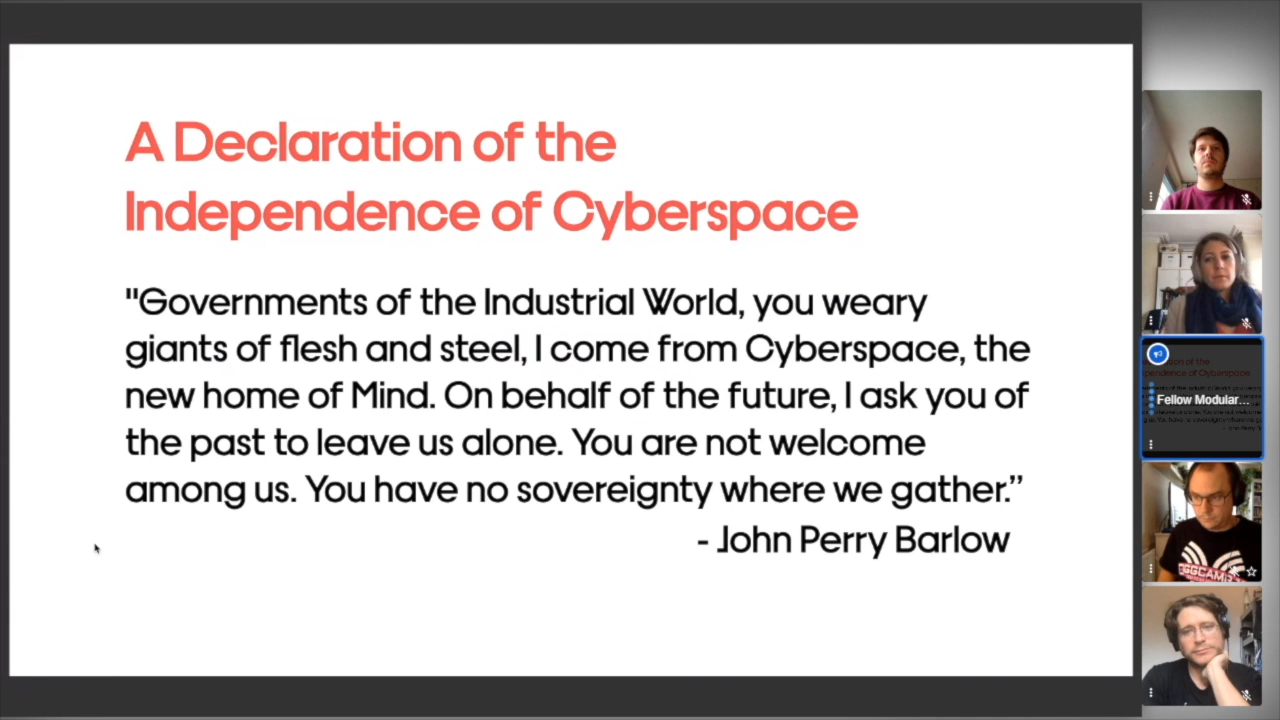 A Declaration of the
Independence of Cyberspace
"Governments of the Industrial World, you weary
giants of flesh and steel, I come from Cyberspace, the
new home of Mind. On behalf of the future, I ask you of
the past to leave us alone. You are not welcome
among us. You have no sovereignty where we gather.”
- John Perry Barlow
Fellow Modular...